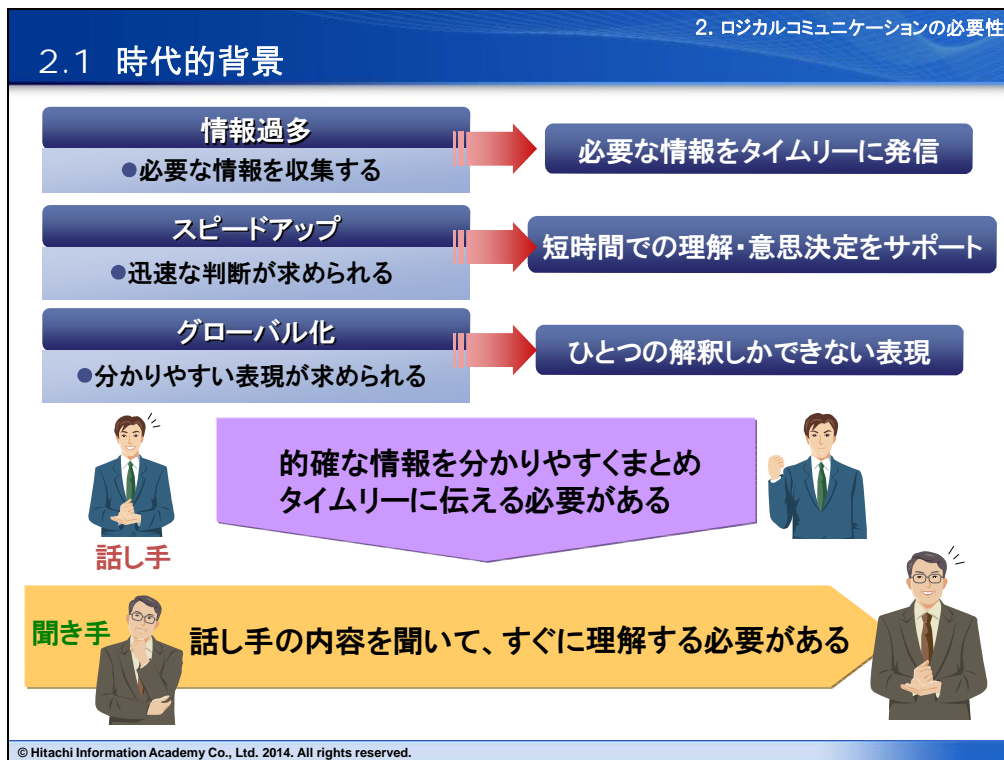 2. ロジカルコミュニケーションの必要性
2.1 時代的背景
情報過多
●必要な情報を収集する
必要な情報をタイムリーに発信
スピードアップ
●迅速な判断が求められる
短時間での理解・意思決定をサポート
グローバル化
●分かりやすい表現が求められる
ひとつの解釈しかできない表現
的確な情報を分かりやすくまとめ
タイムリーに伝える必要がある
話し手
聞き手
話し手の内容を聞いて、すぐに理解する必要がある
© Hitachi Information Academy Co., Ltd. 2014. All rights reserved.